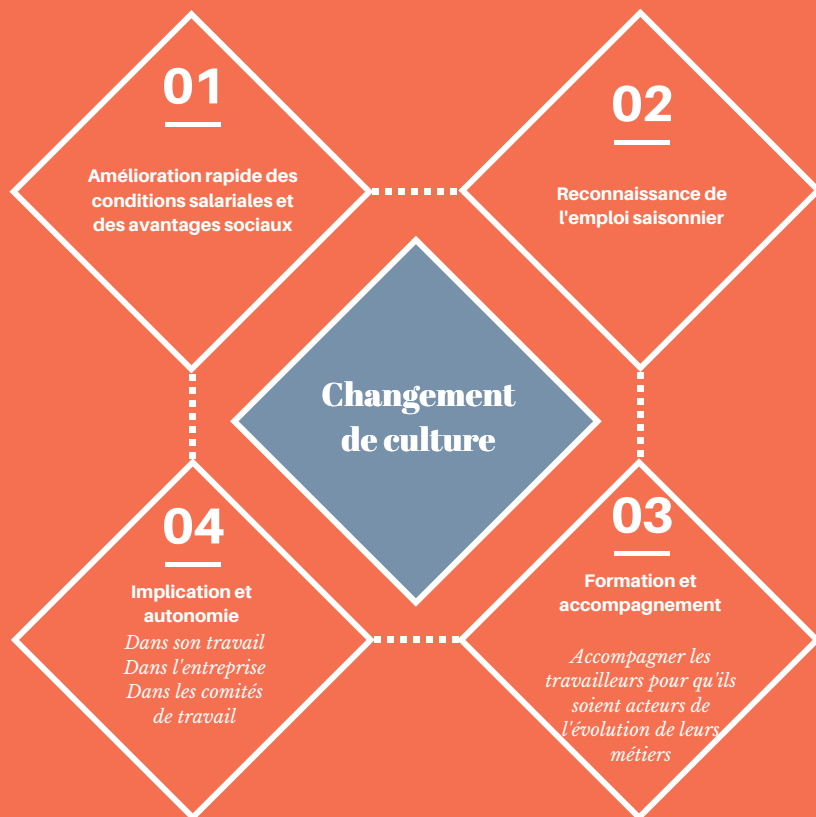 01
Amélioration rapide des
conditions salariales et
des avantages sociaux
02
Reconnaissance de
l'emploi saisonnier
Changement
de culture
04
Implication et
autonomie
Dans son travail
Dans l'entreprise
Dans les comités
de travail
03
Formation et
accompagnement
Accompagner les
travailleurs pour qu'ils
soient acteurs de
l'évolution de leurs
métiers